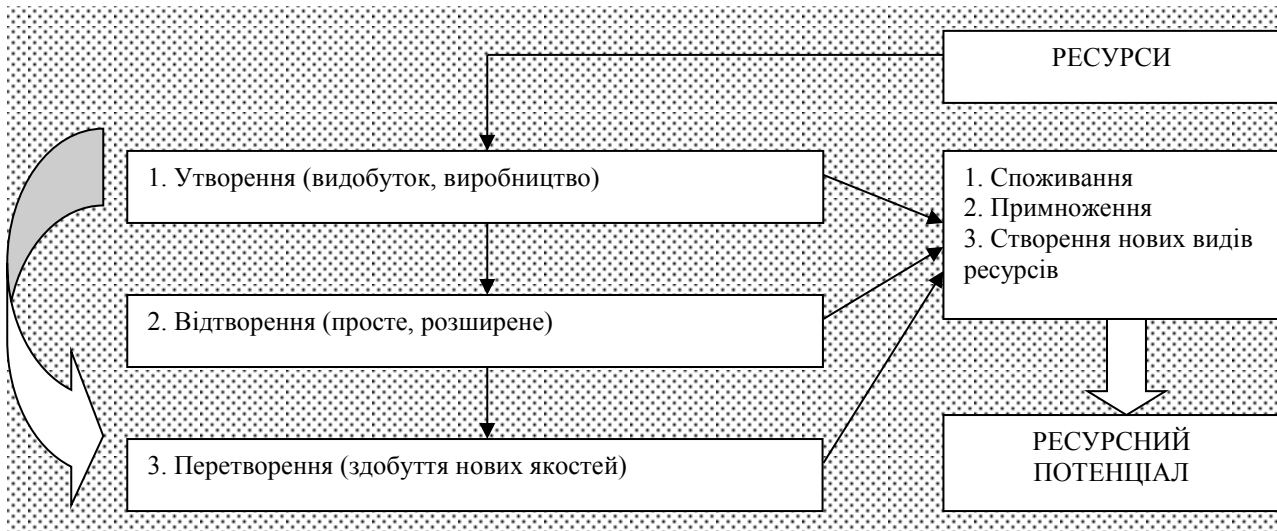 РЕСУРСИ
1. Утворення (видобуток, виробництво)
1. Споживання
2. Примноження
3. Створення нових видів
ресурсів
2. Відтворення (просте, розширене)
3. Перетворення (здобуття нових якостей)
РЕСУРСНИЙ
ПОТЕНЦІАЛ